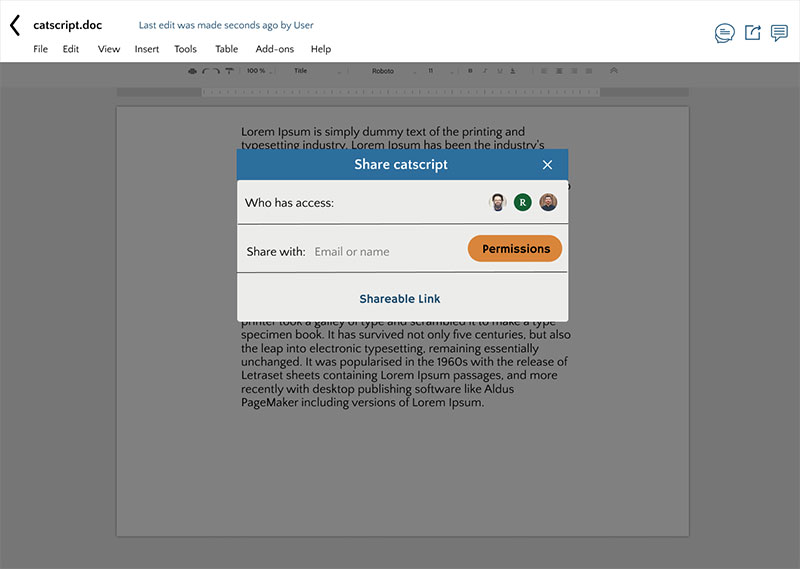 catscript.doc
Last edit was made seconds ago by User
File Edit View Insert Tools Table Add-ons Help
100 % Title Roboto 11 B I U A
Lorem Ipsum is simply dummy text of the printing and
typesetting industry. Lorem Ipsum has been the industry's
Share catscript
Who has access:
R
Share with: Email or name
Permissions
Shareable Link
printer took a galley of type and scrambled it to make a type
specimen book. It has survived not only five centuries, but also
the leap into electronic typesetting, remaining essentially
unchanged. It was popularised in the 1960s with the release of
Letraset sheets containing Lorem Ipsum passages, and more
recently with desktop publishing software like Aldus
PageMaker including versions of Lorem Ipsum.